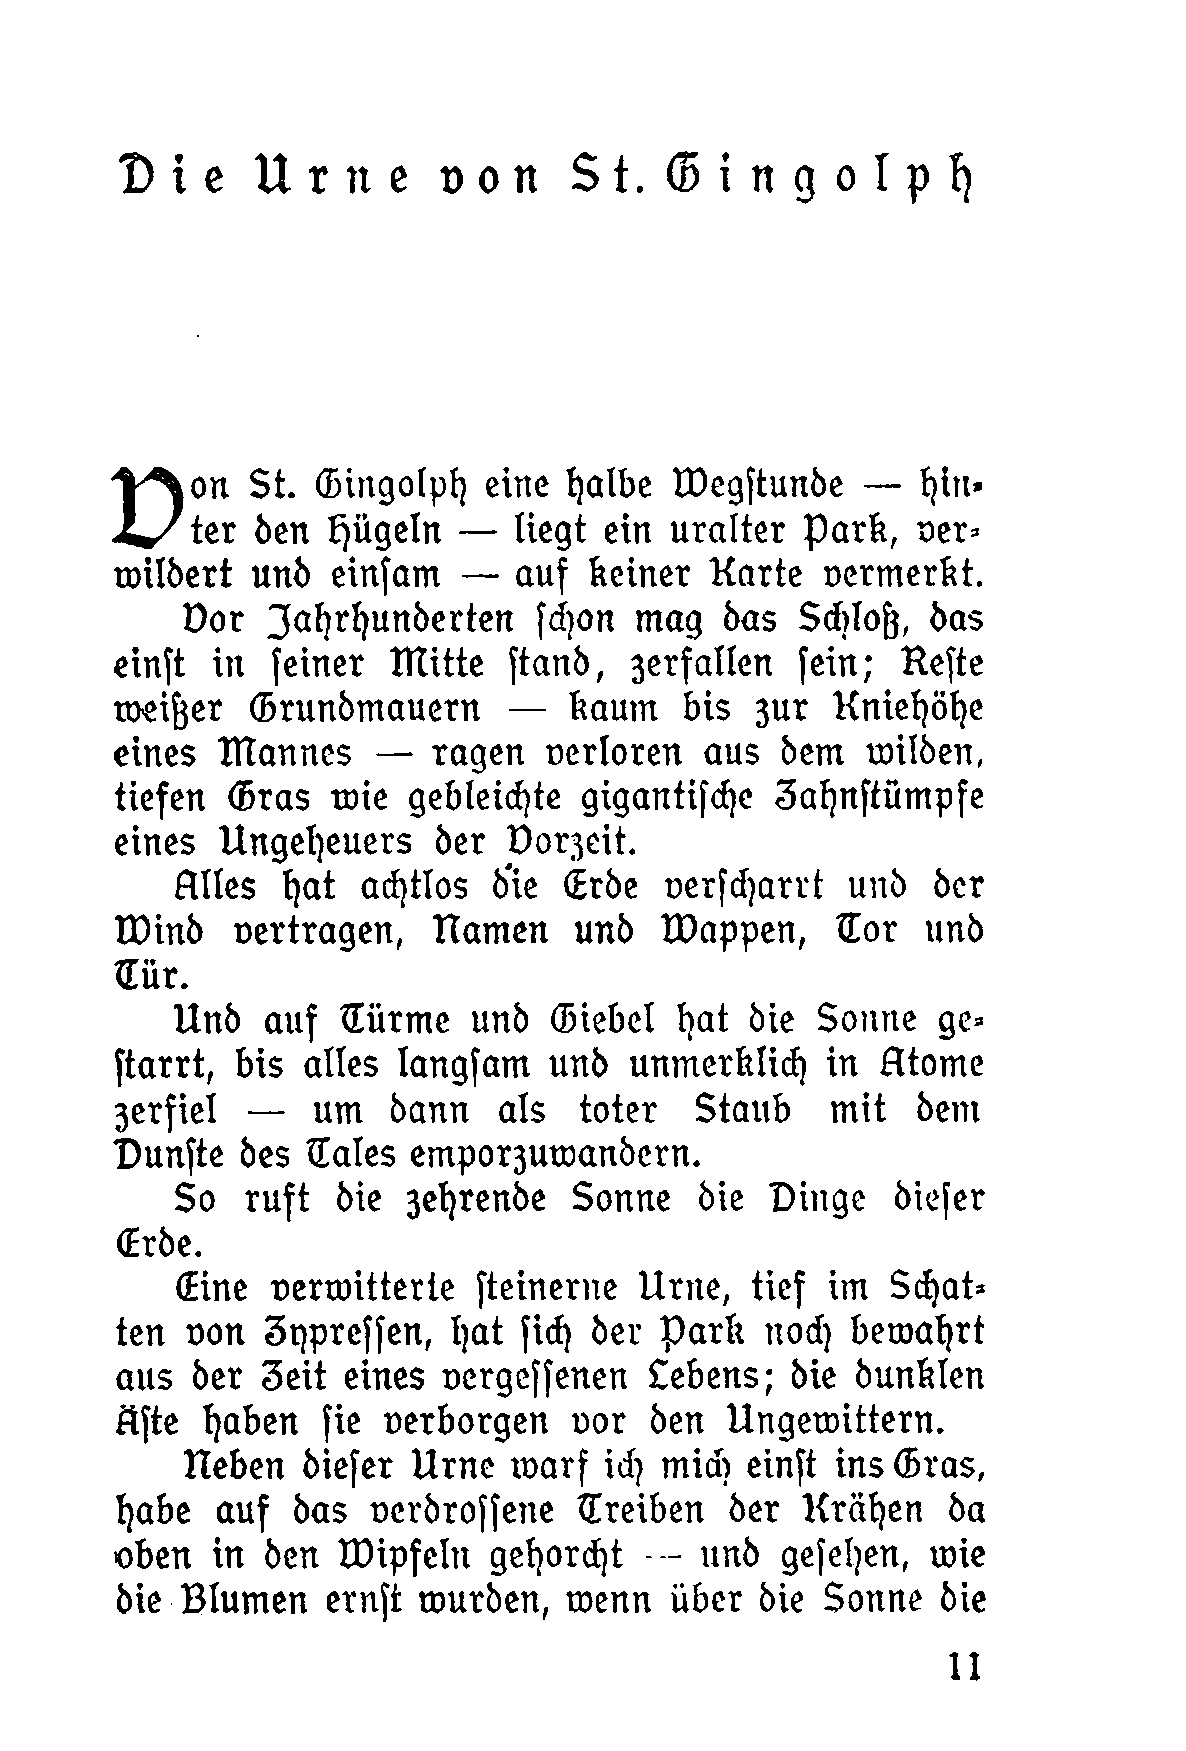 Die Urne von St. Gingolph
Von St. Gingolph eine halbe Wegstunde — hin-
ter den Hügeln — liegt ein uralter Park, ver-
wildert und einsam — auf keiner Karte vermerkt.
Vor Jahrhunderten schon mag das Schloß, das
einst in seiner Mitte stand, zerfallen sein; Reste
weißer Grundmauern — kaum bis zur Kniehöhe
eines Mannes — ragen verloren aus dem wilden,
tiefen Gras wie gebleichte gigantische Zahnstümpfe
eines Ungeheuers der Vorzeit.
Alles hat achtlos die Erde verscharrt und der
Wind vertragen, Namen und Wappen, Tor und
Tür.
Und auf Türme und Giebel hat die Sonne ge-
starrt, bis alles langsam und unmerklich in Atome
zerfiel — um dann als toter Staub mit dem
Dunste des Tales emporzuwandern.
So ruft die zehrende Sonne die Dinge dieser
Erde.
Eine verwitterte steinerne Urne, tief im Schat-
ten von Zypressen, hat sich der Park noch bewahrt
aus der Zeit eines vergessenen Lebens; die dunklen
Äste haben sie verborgen vor den Ungewittern.
Neben dieser Urne warf ich mich einst ins Gras,
habe auf das verdrossene Treiben der Krähen da
oben in den Wipfeln gehorcht — und gesehen, wie
die Blumen ernst wurden, wenn über die Sonne die
11